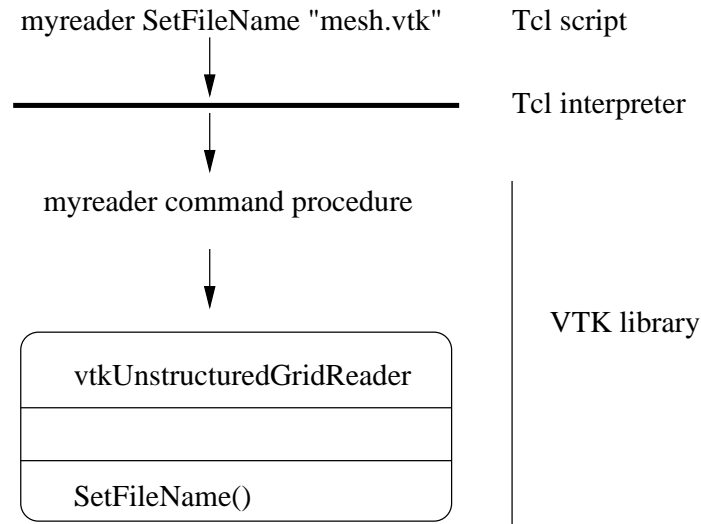 myreader SetFileName "mesh.vtk"
Tcl script
Tcl interpreter
myreader command procedure
VTK library
vtkUnstructuredGridReader
SetFileName()